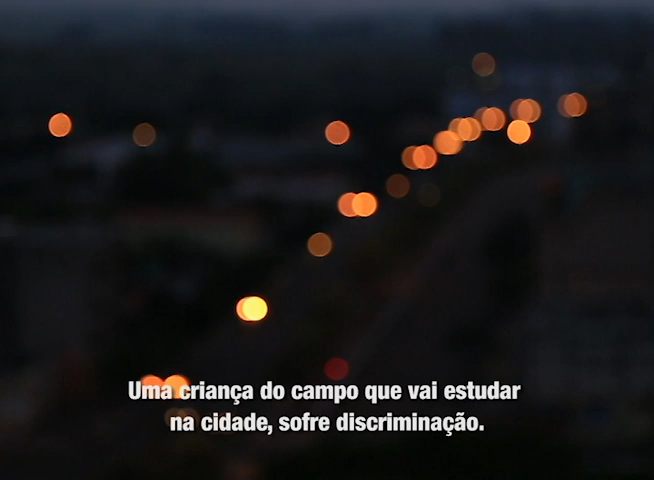 Uma criança do campo que vai estudar
na cidade, sofre discriminação.